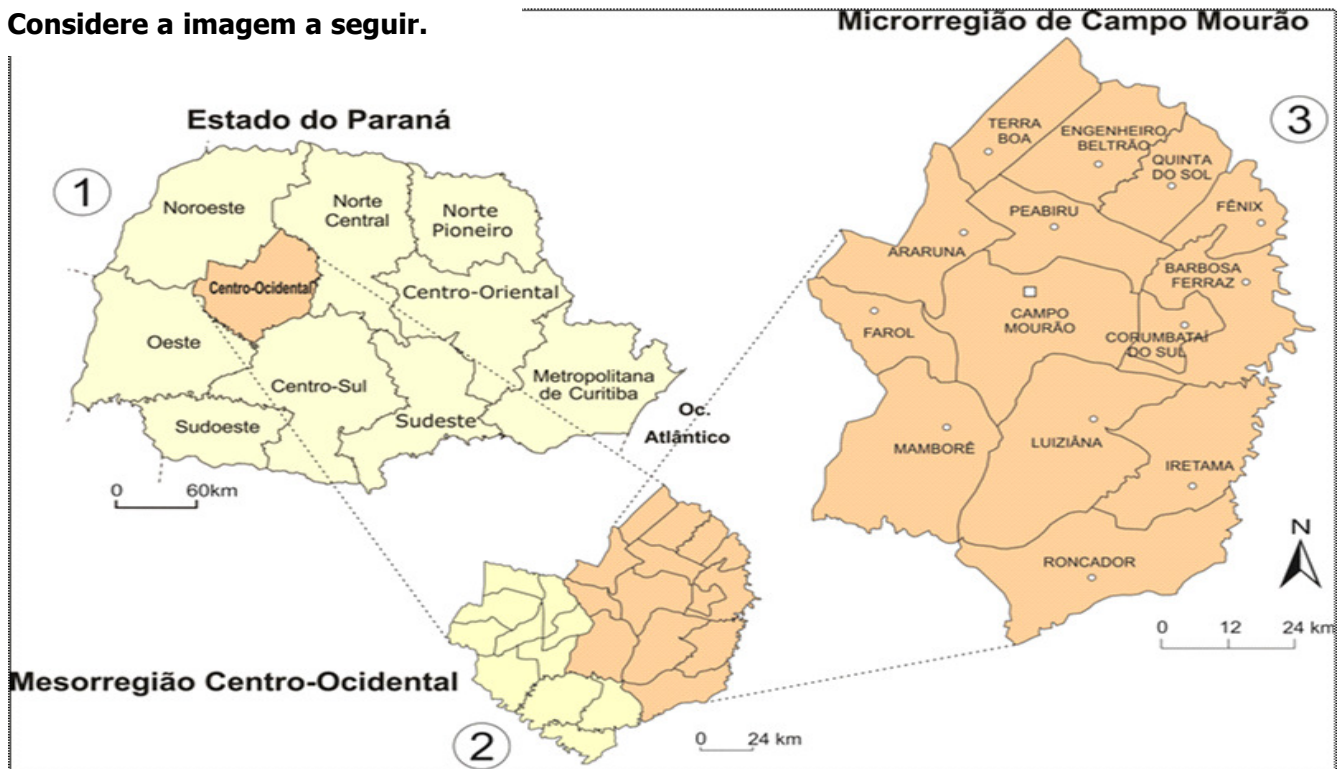 Considere a imagem a seguir.
Microrregião de Campo Mourão
Estado do Paraná
1
Noroeste
Norte
Central
Norte
Pioneiro
Centro-Ocidental
Centro-Oriental
Oeste
Centro-Sul
Metropolitana
de Curitiba
Sudoeste
Sudeste
Oc.
Atlântico
0 60km
3
TERRA
BOA
ENGENHEIRO
BELTRÃO
QUINTA
DO SOL
PEABIRU
FÊNIX
ARARUNA
BARBOSA
FERRAZ
CAMPO
MOURÃO
FAROL
CORUMBATAÍ
DO SUL
MAMBORÊ
LUIZIÂNA
IRETAMA
RONCADOR
N
0 12 24 km
Mesorregião Centro-Ocidental
2
0 24 km